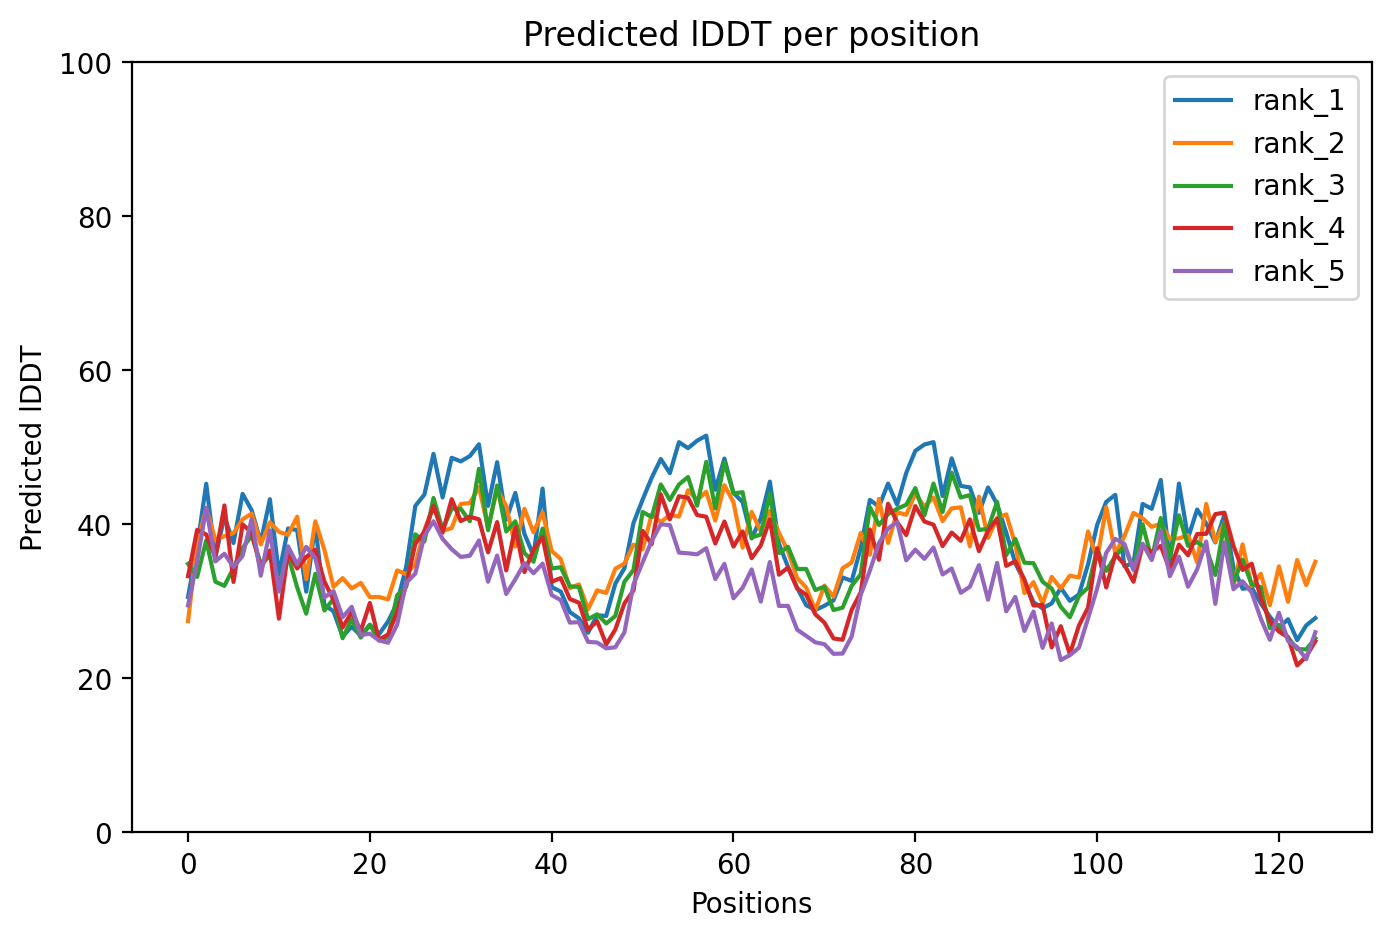 Predicted lDDT per position
100
80
60
40
20
0
Predicted lDDT
0 20 40 60 80 100 120
Positions
rank_1
rank_2
rank_3
rank_4
rank_5